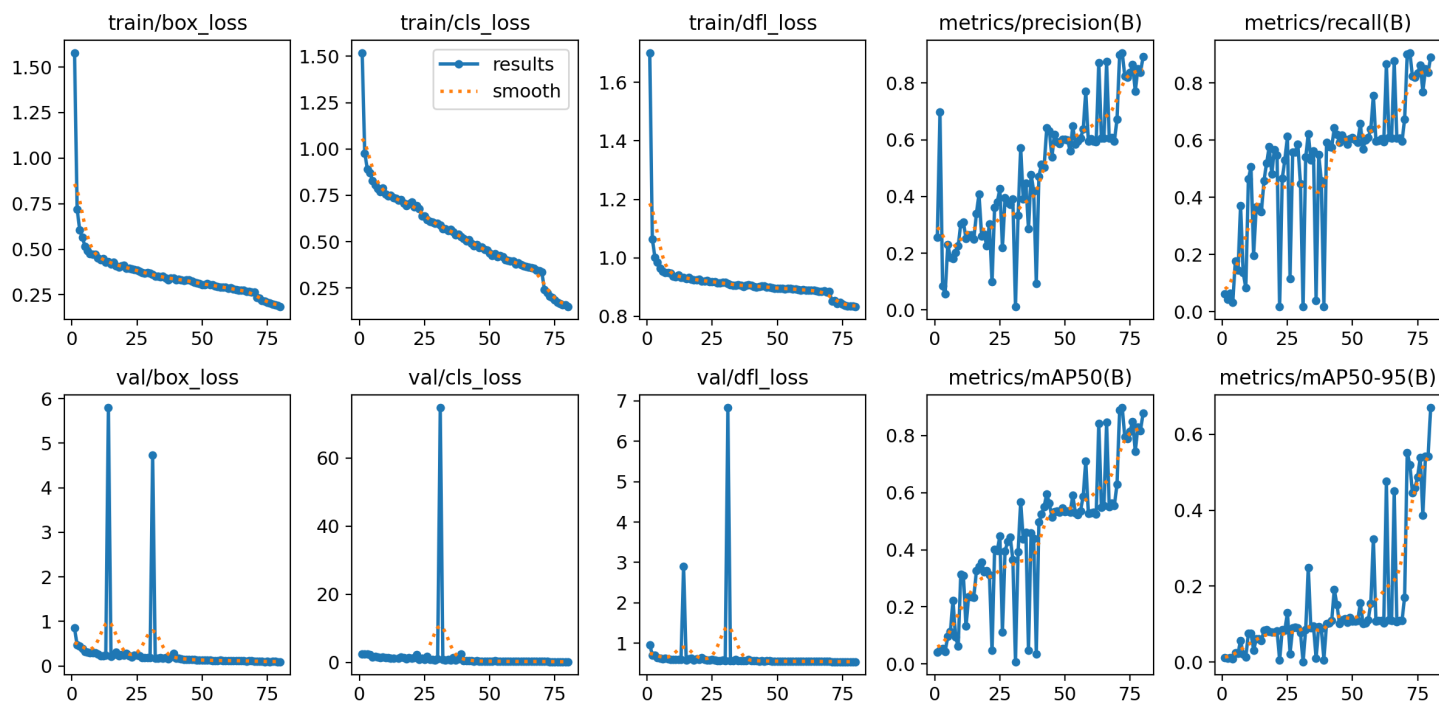 train/box_loss
1.50
1.25
1.00
0.75
0.50
0.25
0 25 50 75
train/cls_loss
results
smooth
1.50
1.25
1.00
0.75
0.50
0.25
0 25 50 75
train/dfl_loss
1.6
1.4
1.2
1.0
0.8
0 25 50 75
metrics/precision(B)
0.8
0.6
0.4
0.2
0.0
0 25 50 75
metrics/recall(B)
0.8
0.6
0.4
0.2
0.0
0 25 50 75
val/box_loss
6
5
4
3
2
1
0
0 25 50 75
val/cls_loss
60
40
20
0
0 25 50 75
val/dfl_loss
7
6
5
4
3
2
1
0 25 50 75
metrics/mAP50(B)
0.8
0.6
0.4
0.2
0.0
0 25 50 75
metrics/mAP50-95(B)
0.6
0.4
0.2
0.0
0 25 50 75